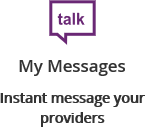 talk
My Messages
Instant message your
providers